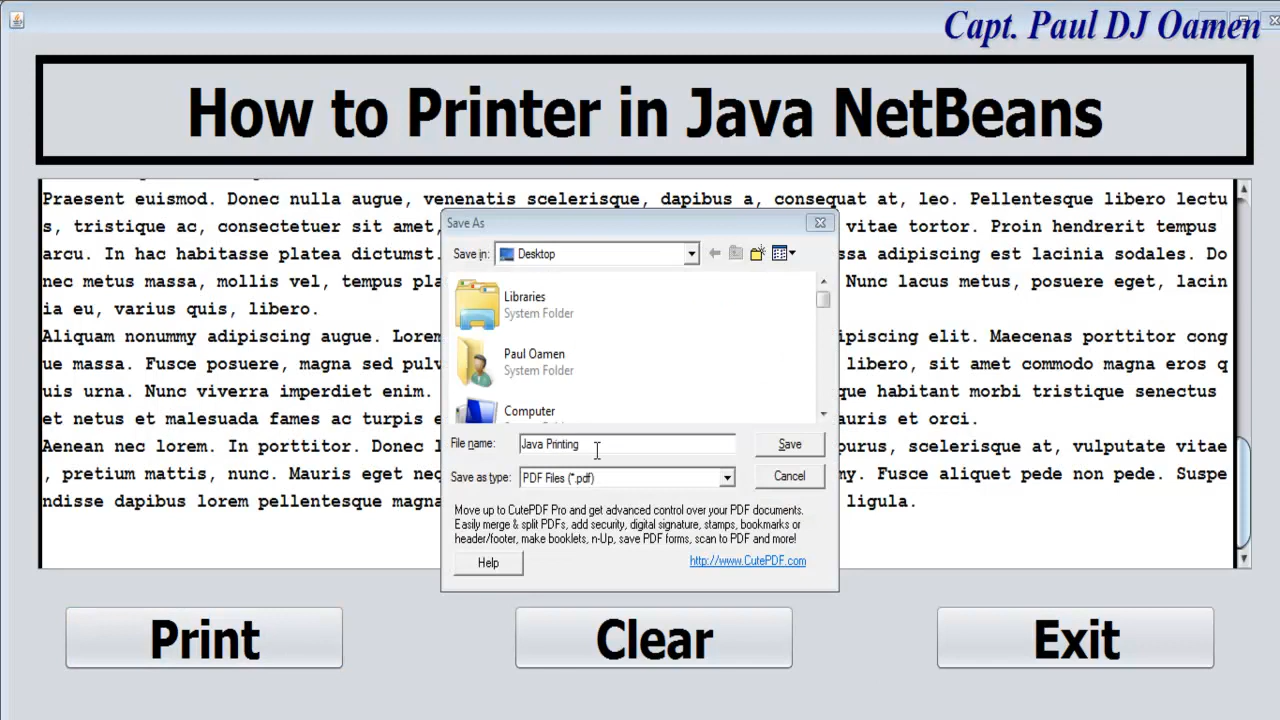 Capt. Paul DJ Oamen
How to Printer in Java NetBeans
Praesent euismod. Donec nulla augue, venenatis scelerisque, dapibus a, consequat at, leo. Pellentesque libero lectu
s, tristique ac, consectetuer sit amet, vitae tortor. Proin hendrerit tempus
arcu. In hac habitasse platea dictumst. ssa adipiscing est lacinia sodales. Do
nec metus massa, mollis vel, tempus pla Nunc lacus metus, posuere eget, lacin
ia eu, varius quis, libero.
Aliquam nonummy adipiscing augue. Lorem ipiscing elit. Maecenas porttitor cong
ue massa. Fusce posuere, magna sed pulv libero, sit amet commodo magna eros q
uis urna. Nunc viverra imperdiet enim. que habitant morbi tristique senectus
et netus et malesuada fames ac turpis e auris et orci.
Aenean nec lorem. In porttitor. Donec l purus, scelerisque at, vulputate vitae
, pretium mattis, nunc. Mauris eget neq m. Fusce aliquet pede non pede. Suspe
ndisse dapibus lorem pellentesque magna ligula.
Save As
Save in: Desktop
Libraries
System Folder
Paul Oamen
System Folder
Computer
File name: Java Printing Save
Save as type: PDF Files (*.pdf) Cancel
Move up to CutePDF Pro and get advanced control over your PDF documents.
Easily merge & split PDFs, add security, digital signature, stamps, bookmarks or
header/footer, make booklets, n-Up, save PDF forms, scan to PDF and more!
Help http://www.CutePDF.com
Print Clear Exit